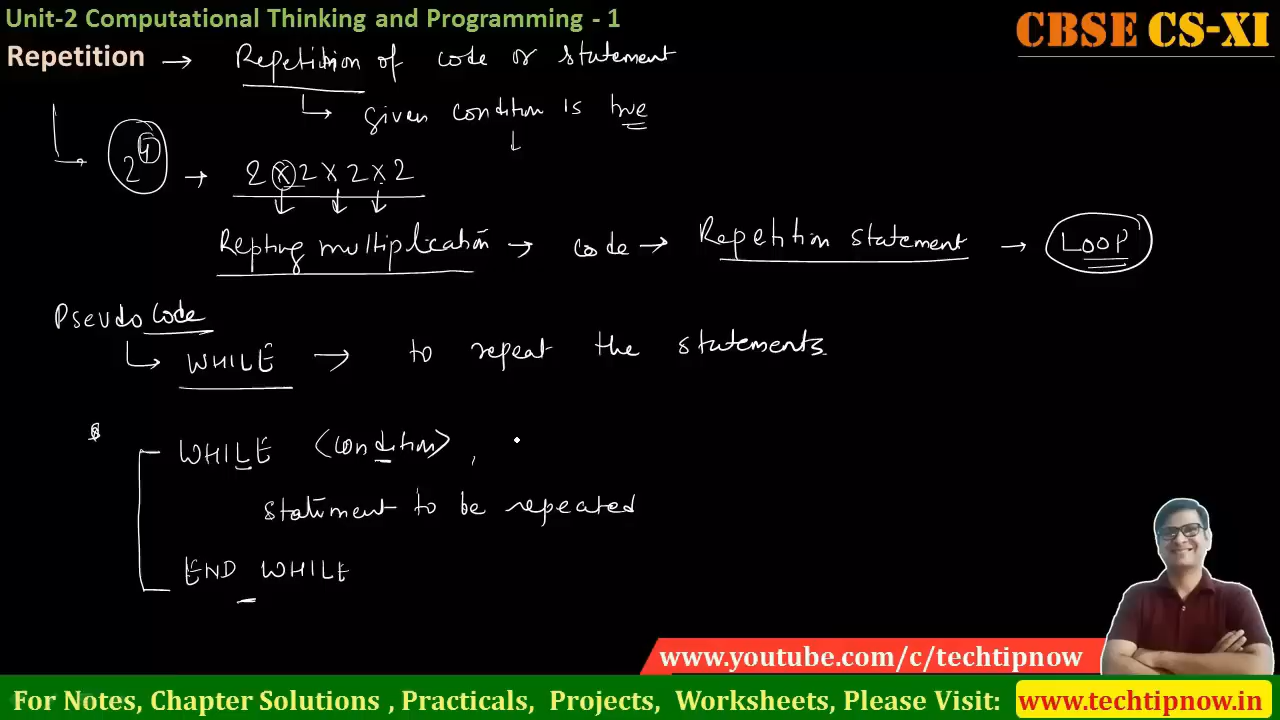 Unit-2 Computational Thinking and Programming - 1
CBSE CS-XI
Repetition → Repetition of code or statement
given condition is true
2⁴ → 2 X 2 X 2 X 2
Repting multiplication → code → Repetition statement → LOOP
Pseudo code
WHILE → to repeat the statements
WHILE <condition>,
statement to be repeated
END WHILE
www.youtube.com/c/techtipnow
For Notes, Chapter Solutions , Practicals, Projects, Worksheets, Please Visit: www.techtipnow.in